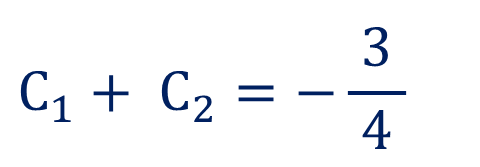 C₁ + C₂ = − 3/4